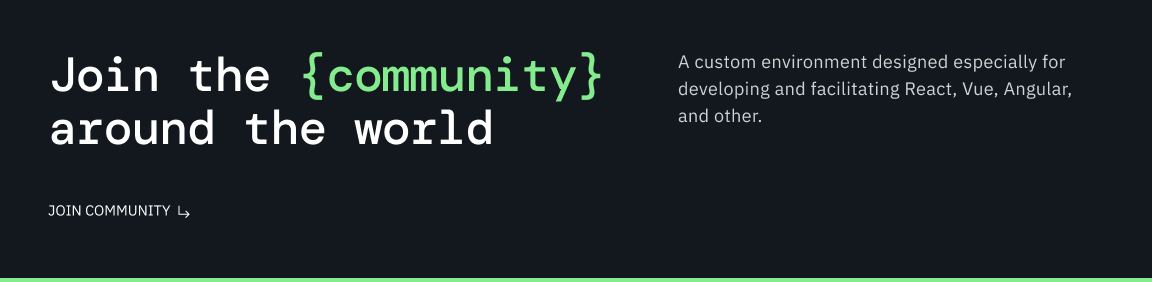 Join the {community}
around the world
A custom environment designed especially for
developing and facilitating React, Vue, Angular,
and other.
JOIN COMMUNITY